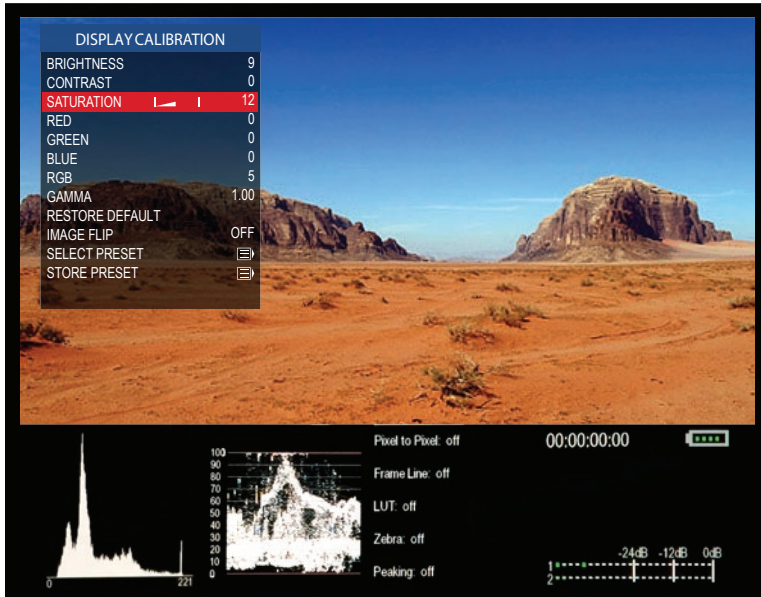 DISPLAY CALIBRATION
BRIGHTNESS 9
CONTRAST 0
SATURATION 12
RED 0
GREEN 0
BLUE 0
RGB 5
GAMMA 1.00
RESTORE DEFAULT
IMAGE FLIP OFF
SELECT PRESET
STORE PRESET
0 221
100
90
80
70
60
50
40
30
20
10
0
Pixel to Pixel: off
Frame Line: off
LUT: off
Zebra: off
Peaking: off
00:00:00:00
-24dB -12dB 0dB
1
2